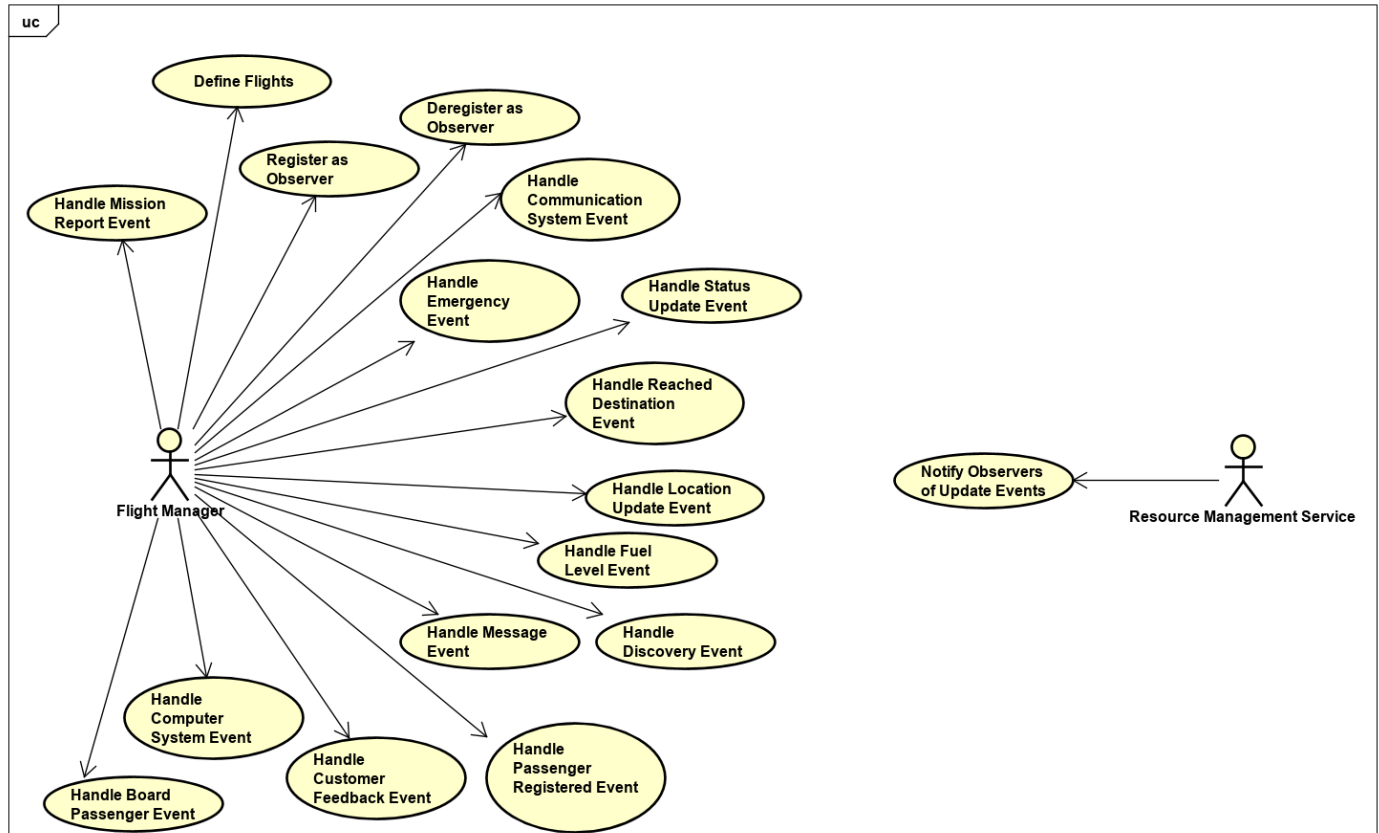 uc
Define Flights
Deregister as
Observer
Register as
Observer
Handle
Communication
System Event
Handle Mission
Report Event
Handle
Emergency
Event
Handle Status
Update Event
Handle Reached
Destination
Event
Notify Observers
of Update Events
Handle Location
Update Event
Flight Manager
Resource Management Service
Handle Fuel
Level Event
Handle Message
Event
Handle
Discovery Event
Handle
Computer
System Event
Handle
Customer
Feedback Event
Handle
Passenger
Registered Event
Handle Board
Passenger Event